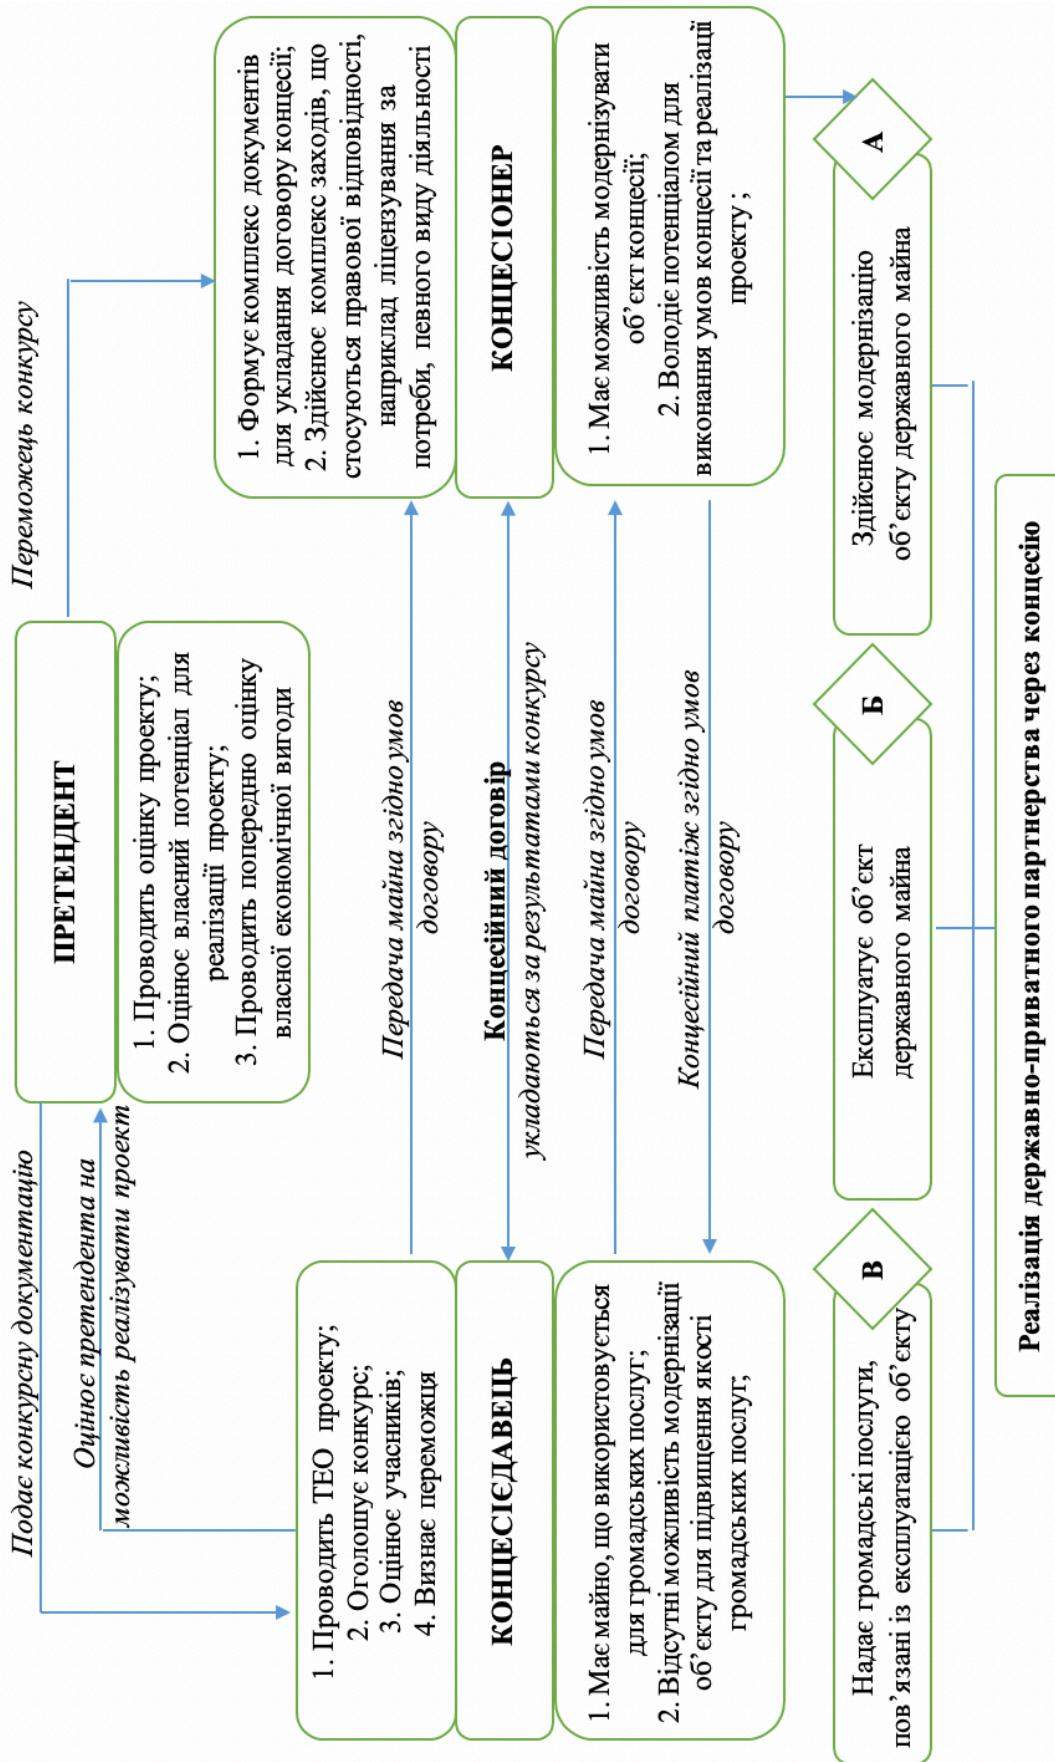 Подає конкурсну документацію
Оцінює претендента на
можливість реалізувати проект
ПРЕТЕНДЕНТ
1. Проводить оцінку проекту;
2. Оцінює власний потенціал для
реалізації проекту;
3. Проводить попередню оцінку
власної економічної вигоди
Переможець конкурсу
1. Проводить ТЕО проекту;
2. Оголошує конкурс;
3. Оцінює учасників;
4. Визнає переможця
КОНЦЕСІЄДАВЕЦЬ
1. Має майно, що використовується
для громадських послуг;
2. Відсутні можливість модернізації
об’єкту для підвищення якості
громадських послуг;
Передача майна згідно умов
договору
Концесійний договір
укладаються за результатами конкурсу
Передача майна згідно умов
договору
Концесійний платіж згідно умов
договору
1. Формує комплекс документів
для укладання договору концесії;
2. Здійснює комплекс заходів, що
стосуються правової відповідності,
наприклад ліцензування за
потреби, певного виду діяльності
КОНЦЕСІОНЕР
1. Має можливість модернізувати
об’єкт концесії;
2. Володіє потенціалом для
виконання умов концесії та реалізації
проекту ;
В
Надає громадські послуги,
пов’язані із експлуатацією об’єкту
Б
Експлуатує об’єкт
державного майна
А
Здійснює модернізацію
об’єкту державного майна
Реалізація державно-приватного партнерства через концесію